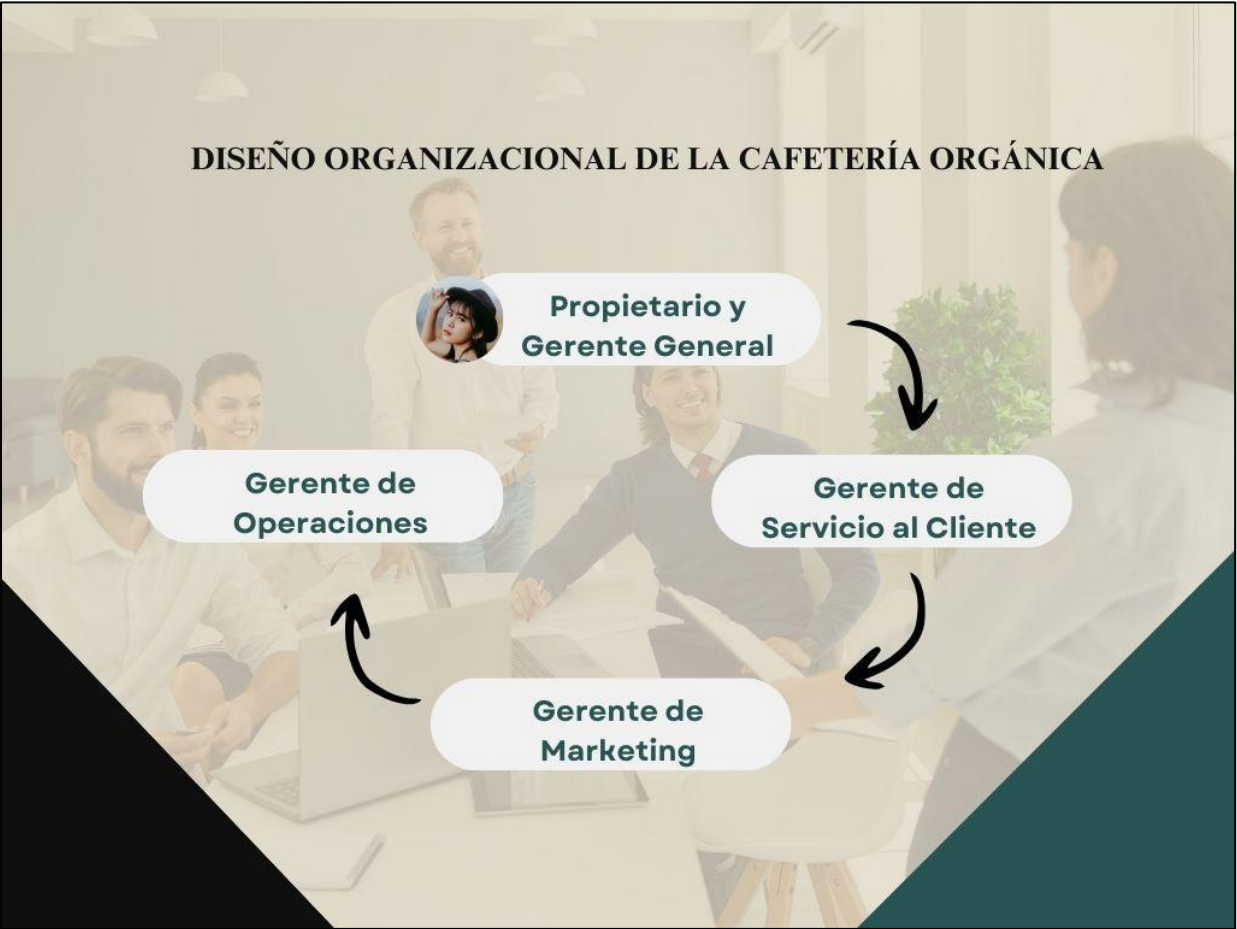 DISEÑO ORGANIZACIONAL DE LA CAFETERÍA ORGÁNICA
Propietario y
Gerente General
Gerente de
Operaciones
Gerente de
Servicio al Cliente
Gerente de
Marketing